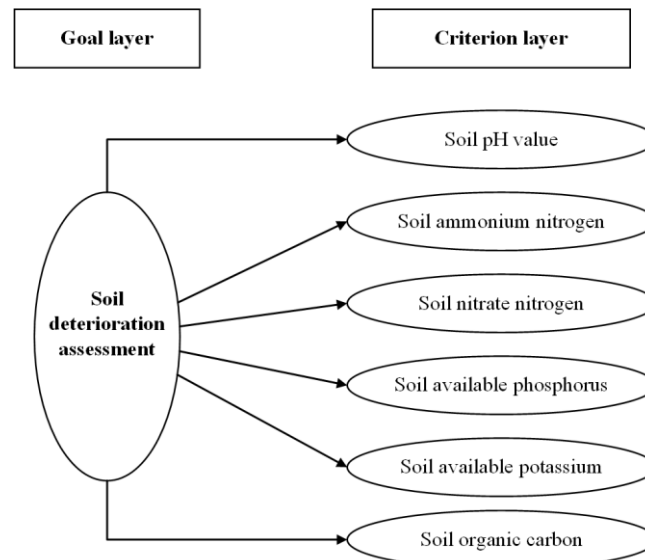 Goal layer
Criterion layer
Soil pH value
Soil ammonium nitrogen
Soil
deterioration
assessment
Soil nitrate nitrogen
Soil available phosphorus
Soil available potassium
Soil organic carbon